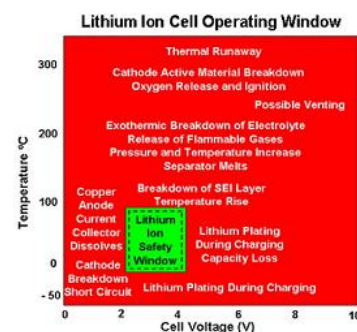 Lithium Ion Cell Operating Window
Thermal Runaway
Cathode Active Material Breakdown
Oxygen Release and Ignition
Possible Venting
Exothermic Breakdown of Electrolyte
Release of Flammable Gases
Pressure and Temperature Increase
Separator Melts
Breakdown of SEI Layer
Temperature Rise
Copper
Anode
Current
Collector
Dissolves
Lithium
Ion
Safety
Window
Lithium Plating
During Charging
Capacity Loss
Cathode
Breakdown
Short Circuit
Lithium Plating During Charging
Temperature ºC
300
200
100
0
- 50
0
2
4
6
8
10
Cell Voltage (V)